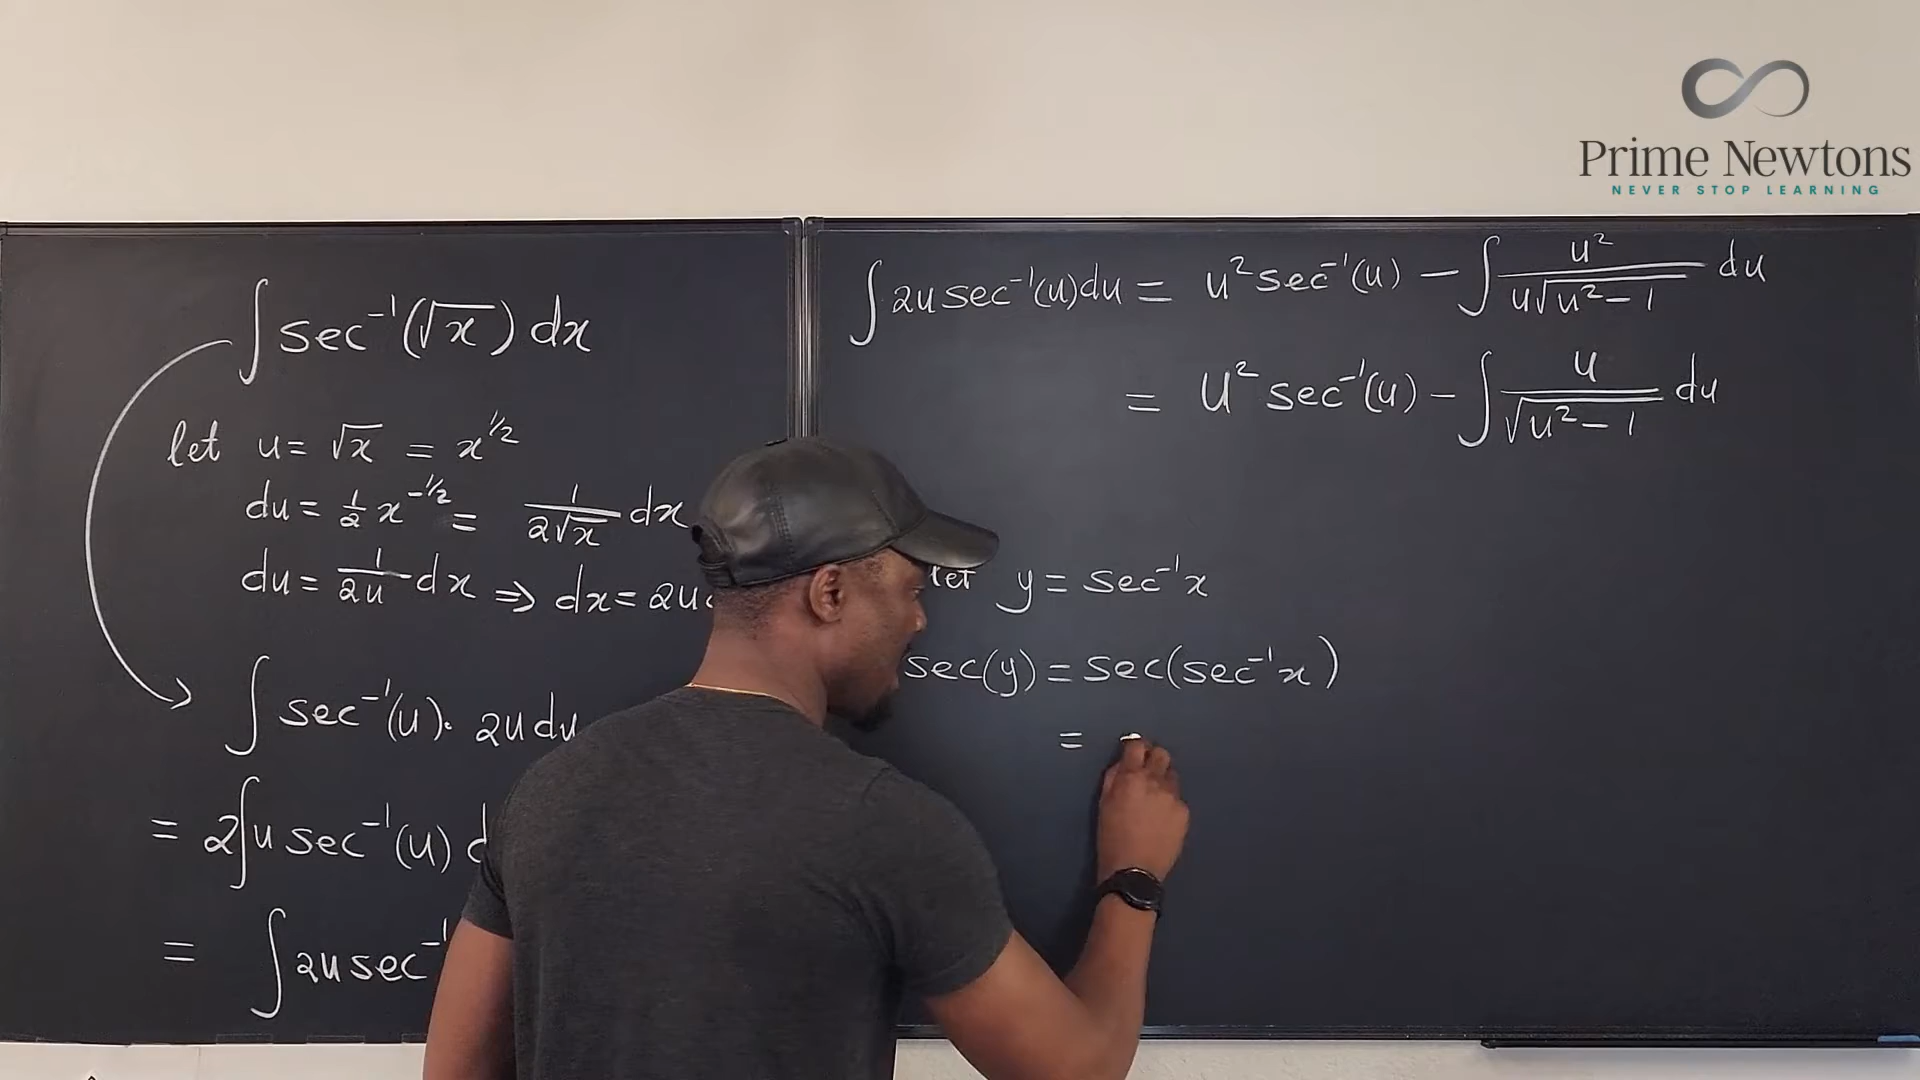 Prime Newtons
NEVER STOP LEARNING
∫ sec⁻¹(√x) dx
let u = √x = x^1/2
du = 1/2 x^-1/2 = 1/(2√x) dx
du = 1/(2u) dx ⇒ dx = 2u
∫ sec⁻¹(u) · 2u du
= 2∫ u sec⁻¹(u)
= ∫ 2u sec⁻¹
∫ 2u sec⁻¹(u) du = u² sec⁻¹(u) − ∫ u²/(u√(u²−1)) du
= u² sec⁻¹(u) − ∫ u/√(u²−1) du
let y = sec⁻¹x
sec(y) = sec(sec⁻¹x)
=